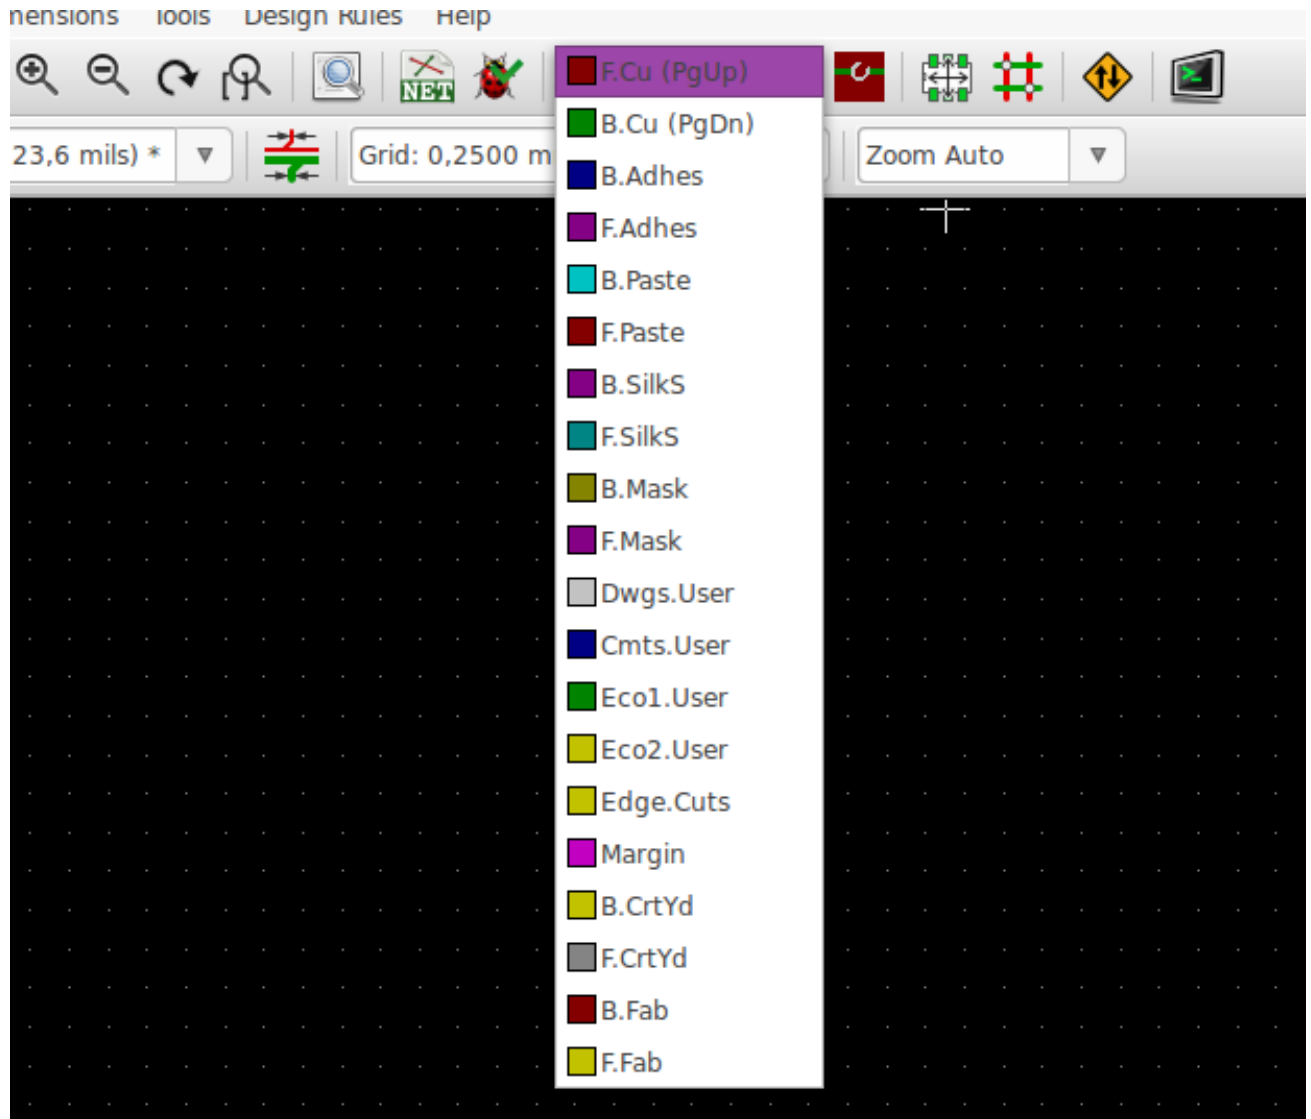 Tools Design Rules Help
NET
23,6 mils) * Grid: 0,2500 m Zoom Auto
F.Cu (PgUp)
B.Cu (PgDn)
B.Adhes
F.Adhes
B.Paste
F.Paste
B.SilkS
F.SilkS
B.Mask
F.Mask
Dwgs.User
Cmts.User
Eco1.User
Eco2.User
Edge.Cuts
Margin
B.CrtYd
F.CrtYd
B.Fab
F.Fab